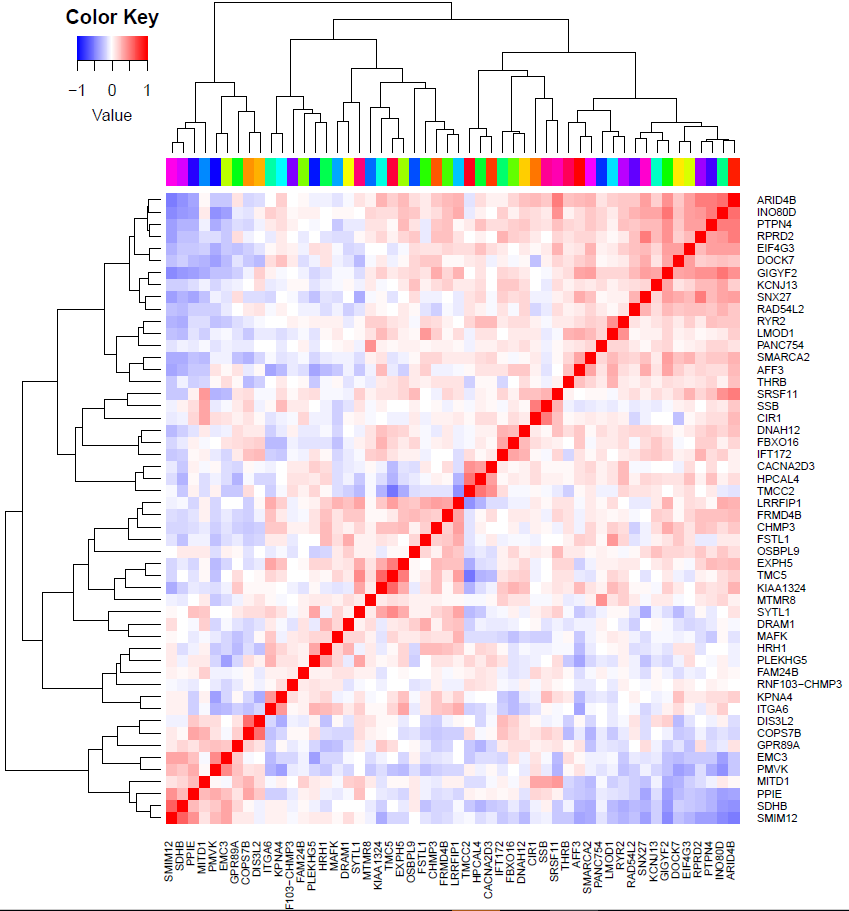 Color Key
−1 0 1
Value
ARID4B
INO80D
PTPN4
RPRD2
EIF4G3
DOCK7
GIGYF2
KCNJ13
SNX27
RAD54L2
RYR2
LMOD1
PANC754
SMARCA2
AFF3
THRB
SRSF11
SSB
CIR1
DNAH12
FBXO16
IFT172
CACNA2D3
HPCAL4
TMCC2
LRRFIP1
FRMD4B
CHMP3
FSTL1
OSBPL9
EXPH5
TMC5
KIAA1324
MTMR8
SYTL1
DRAM1
MAFK
HRH1
PLEKHG5
FAM24B
RNF103−CHMP3
KPNA4
ITGA6
DIS3L2
COPS7B
GPR89A
EMC3
PMVK
MITD1
PPIE
SDHB
SMIM12
SMIM12
SDHB
PPIE
MITD1
PMVK
EMC3
GPR89A
COPS7B
DIS3L2
ITGA6
KPNA4
F103−CHMP3
FAM24B
PLEKHG5
HRH1
MAFK
DRAM1
SYTL1
MTMR8
KIAA1324
TMC5
EXPH5
OSBPL9
FSTL1
CHMP3
FRMD4B
LRRFIP1
TMCC2
HPCAL4
CACNA2D3
IFT172
FBXO16
DNAH12
CIR1
SSB
SRSF11
THRB
AFF3
SMARCA2
PANC754
LMOD1
RYR2
RAD54L2
SNX27
KCNJ13
GIGYF2
DOCK7
EIF4G3
RPRD2
PTPN4
INO80D
ARID4B